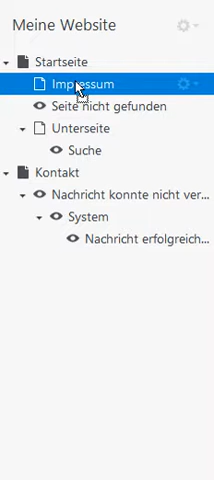 Meine Website
Startseite
Impressum
Seite nicht gefunden
Unterseite
Suche
Kontakt
Nachricht konnte nicht ver...
System
Nachricht erfolgreich...